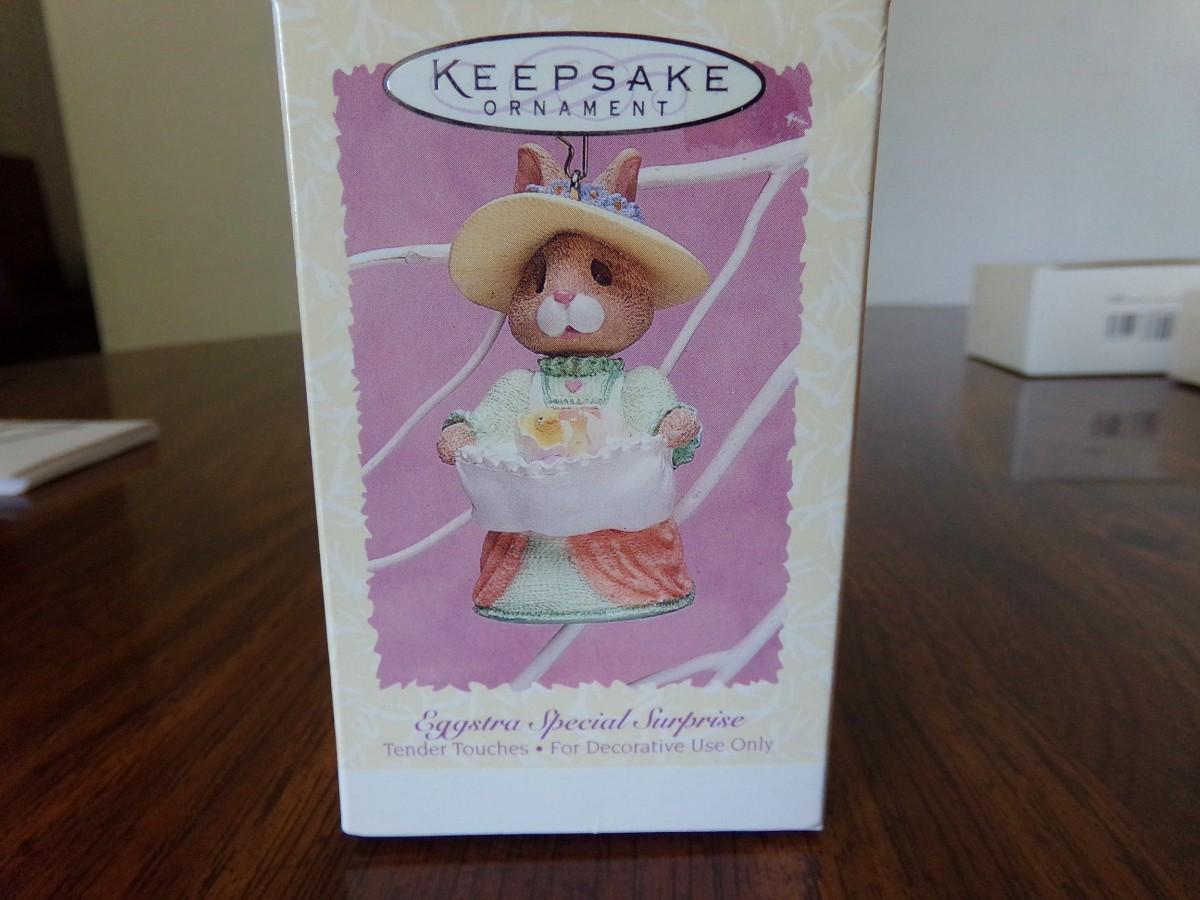 KEEPSAKE
ORNAMENT
Eggstra Special Surprise
Tender Touches • For Decorative Use Only